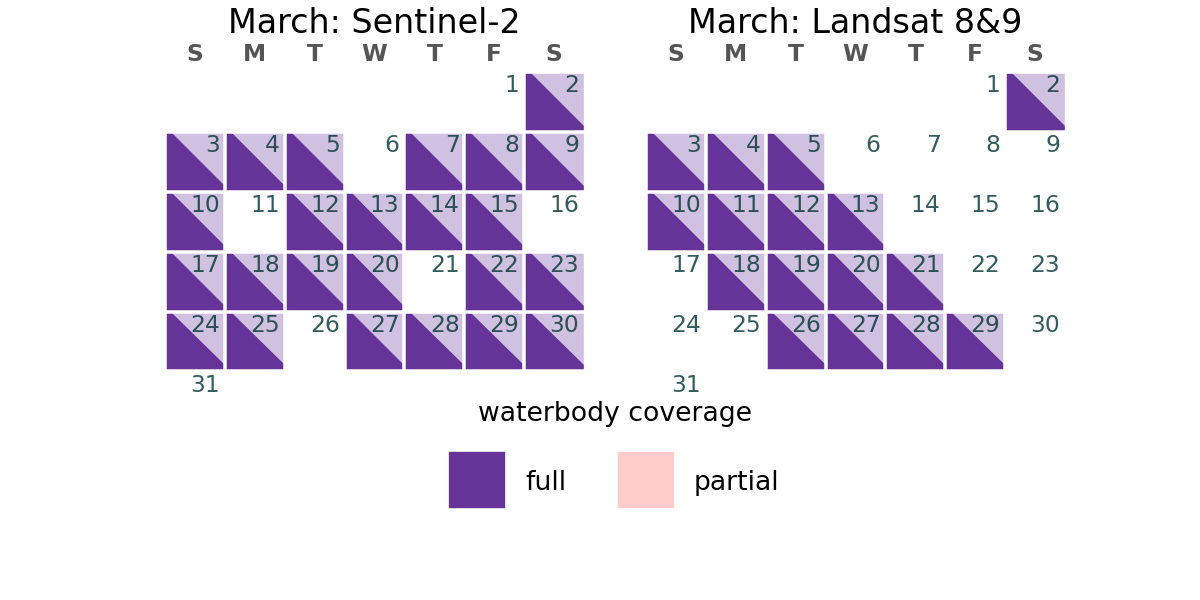 March: Sentinel-2
S M T W T F S
1 2
3 4 5 6 7 8 9
10 11 12 13 14 15 16
17 18 19 20 21 22 23
24 25 26 27 28 29 30
31
March: Landsat 8&9
S M T W T F S
1 2
3 4 5 6 7 8 9
10 11 12 13 14 15 16
17 18 19 20 21 22 23
24 25 26 27 28 29 30
31
waterbody coverage
full partial